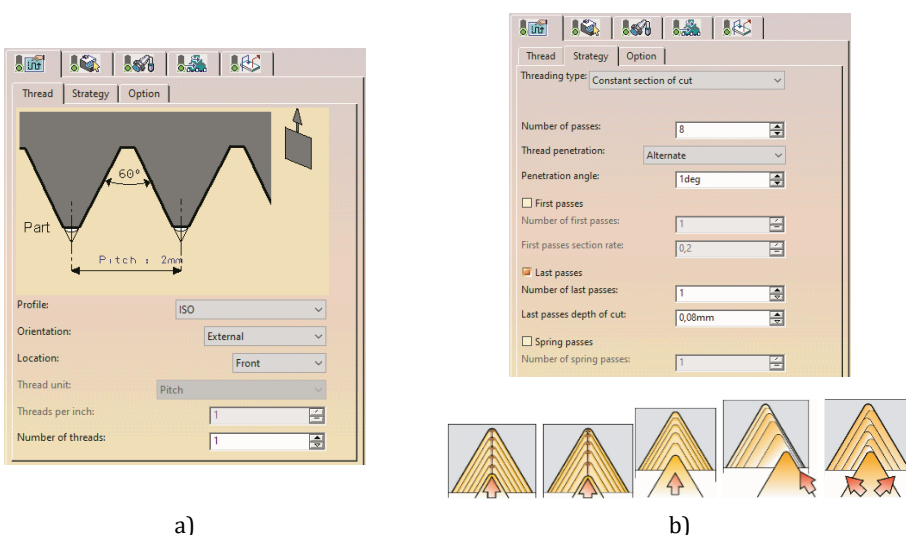 Thread Strategy Option
60°
Part
Pitch : 2mm
Profile: ISO
Orientation: External
Location: Front
Thread unit: Pitch
Threads per inch: 1
Number of threads: 1
a)
Thread Strategy Option
Threading type: Constant section of cut
Number of passes: 8
Thread penetration: Alternate
Penetration angle: 1deg
First passes
Number of first passes: 1
First passes section rate: 0,2
Last passes
Number of last passes: 1
Last passes depth of cut: 0,08mm
Spring passes
Number of spring passes: 1
b)